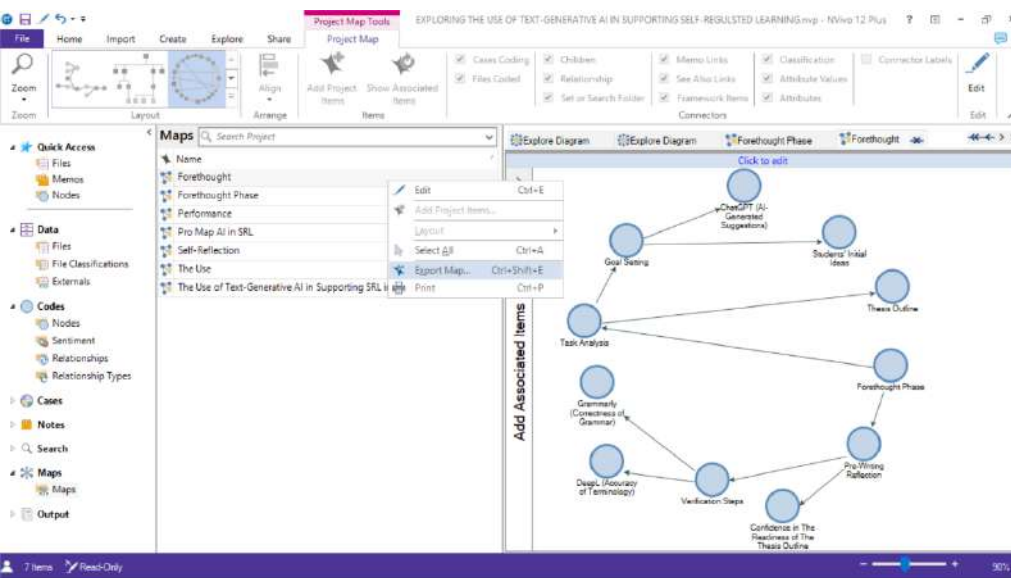 Project Map Tools
EXPLORING THE USE OF TEXT-GENERATIVE AI IN SUPPORTING SELF-REGULSTED LEARNING.nvp - NVivo 12 Plus
File Home Import Create Explore Share Project Map
Zoom
Align
Add Project Items
Show Associated Items
Cases Coding
Files Coded
Children
Relationship
Set or Search Folder
Memo Links
See Also Links
Framework Items
Classification
Attribute Values
Attributes
Connector Labels
Edit
Zoom Layout Arrange Items Connectors Edit
Quick Access
Files
Memos
Nodes
Data
Files
File Classifications
Externals
Codes
Nodes
Sentiment
Relationships
Relationship Types
Cases
Notes
Search
Maps
Maps
Output
Maps
Search Project
Name
Forethought
Forethought Phase
Performance
Pro Map AI in SRL
Self-Reflection
The Use
The Use of Text-Generative AI in Supporting SRL i
Edit Ctrl+E
Add Project Items...
Layout
Select All Ctrl+A
Export Map... Ctrl+Shift+E
Print Ctrl+P
Explore Diagram Explore Diagram Forethought Phase Forethought
Click to edit
Add Associated Items
ChatGPT (AI-
Generated
Suggestions)
Goal Setting
Students' Initial
Ideas
Thesis Outline
Task Analysis
Forethought Phase
Grammarly
(Correctness of
Grammar)
Pre-Wrong
Reflection
DeepL (Accuracy
of Terminology)
Verification Steps
Confidence in The
Readiness of The
Thesis Outline
7 Items Read-Only
90%